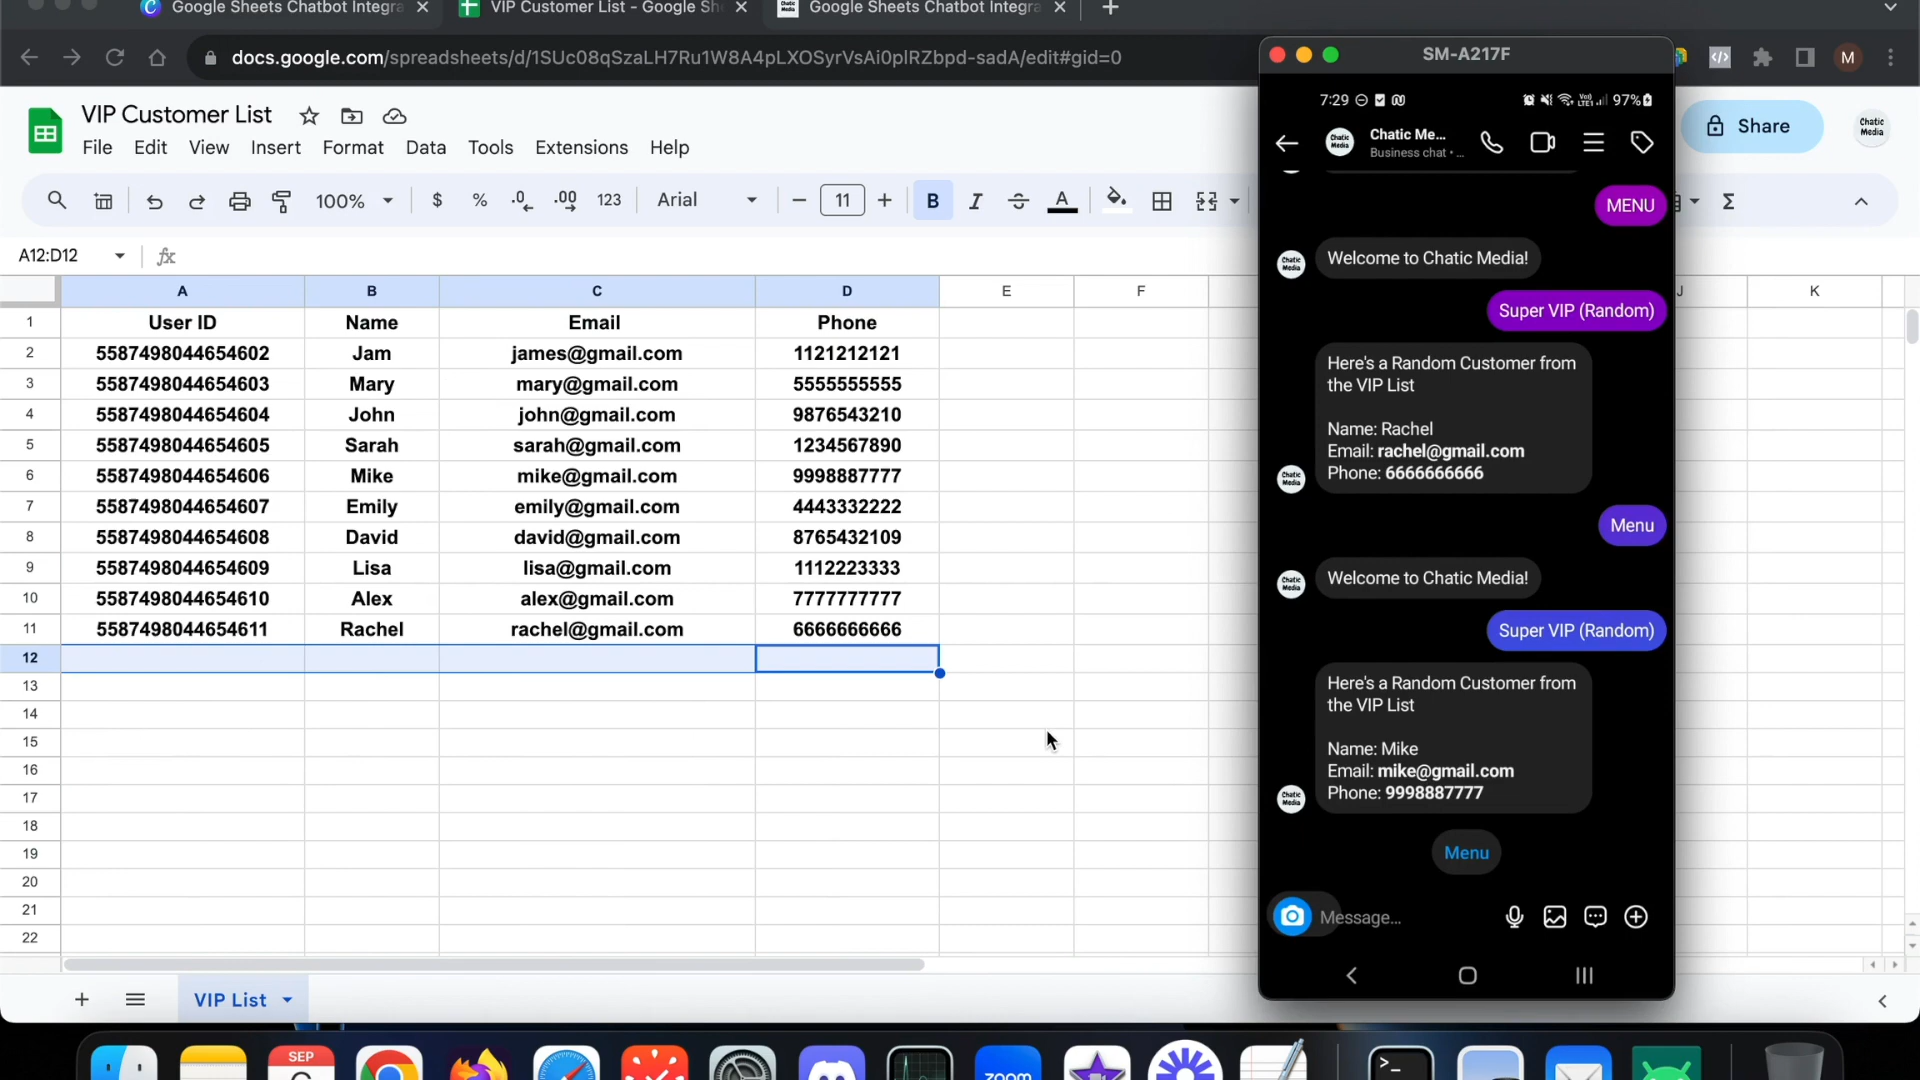 Google Sheets Chatbot Integra
VIP Customer List - Google Sh
Google Sheets Chatbot Integra
docs.google.com/spreadsheets/d/1SUc08qSzaLH7Ru1W8A4pLXOSyrVsAi0plRZbpd-sadA/edit#gid=0
M
VIP Customer List
File Edit View Insert Format Data Tools Extensions Help
Share
Chatic Media
100% $ % .0 .00 123 Arial 11 B I S A Σ
A12:D12 fx
A B C D E F J K
1 User ID Name Email Phone
2 5587498044654602 Jam james@gmail.com 1121212121
3 5587498044654603 Mary mary@gmail.com 5555555555
4 5587498044654604 John john@gmail.com 9876543210
5 5587498044654605 Sarah sarah@gmail.com 1234567890
6 5587498044654606 Mike mike@gmail.com 9998887777
7 5587498044654607 Emily emily@gmail.com 4443332222
8 5587498044654608 David david@gmail.com 8765432109
9 5587498044654609 Lisa lisa@gmail.com 1112223333
10 5587498044654610 Alex alex@gmail.com 7777777777
11 5587498044654611 Rachel rachel@gmail.com 6666666666
12
13
14
15
16
17
18
19
20
21
22
VIP List
SM-A217F
7:29 97%
Chatic Me...
Business chat • ...
MENU
Welcome to Chatic Media!
Super VIP (Random)
Here's a Random Customer from
the VIP List
Name: Rachel
Email: rachel@gmail.com
Phone: 6666666666
Menu
Welcome to Chatic Media!
Super VIP (Random)
Here's a Random Customer from
the VIP List
Name: Mike
Email: mike@gmail.com
Phone: 9998887777
Menu
Message...
SEP
zoom